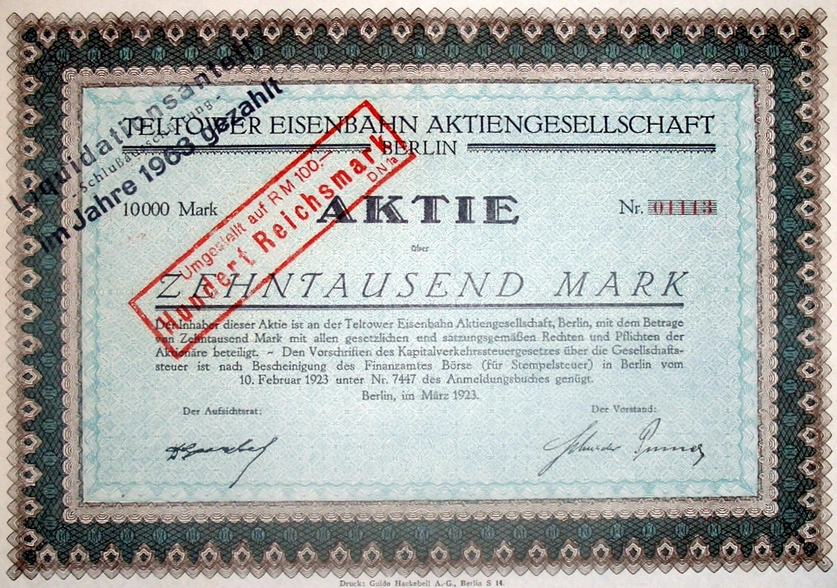 Liquidationsanteil
- Schlußausschüttung -
im Jahre 1963 gezahlt
TELTOWER EISENBAHN AKTIENGESELLSCHAFT
BERLIN
Umgestellt auf RM 100.–
Hundert Reichsmark
D.N. 1a
10000 Mark
AKTIE
Nr. 01113
über
ZEHNTAUSEND MARK
Der Inhaber dieser Aktie ist an der Teltower Eisenbahn Aktiengesellschaft, Berlin, mit dem Betrage
von Zehntausend Mark mit allen gesetzlichen und satzungsgemäßen Rechten und Pflichten der
Aktionäre beteiligt. ~ Den Vorschriften des Kapitalverkehrssteuergesetzes über die Gesellschafts-
steuer ist nach Bescheinigung des Finanzamtes Börse (für Stempelsteuer) in Berlin vom
10. Februar 1923 unter Nr. 7447 des Anmeldungsbuches genügt.
Berlin, im März 1923.
Der Aufsichtsrat:
Der Vorstand:
Druck: Guido Hackebeil A.-G., Berlin S 14.